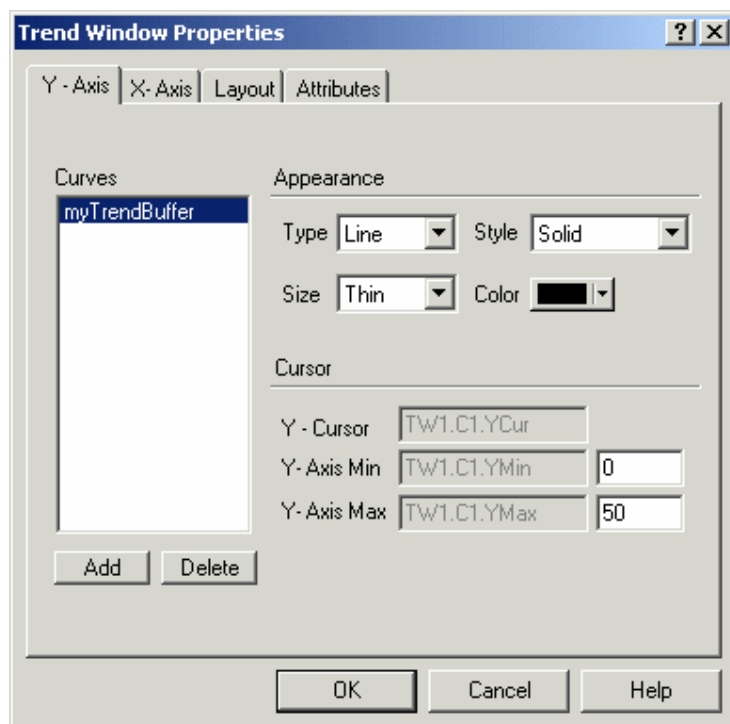 Trend Window Properties
Y - Axis X- Axis Layout Attributes
Curves
myTrendBuffer
Appearance
Type Line Style Solid
Size Thin Color
Cursor
Y - Cursor TW1.C1.YCur
Y- Axis Min TW1.C1.YMin 0
Y- Axis Max TW1.C1.YMax 50
Add Delete
OK Cancel Help